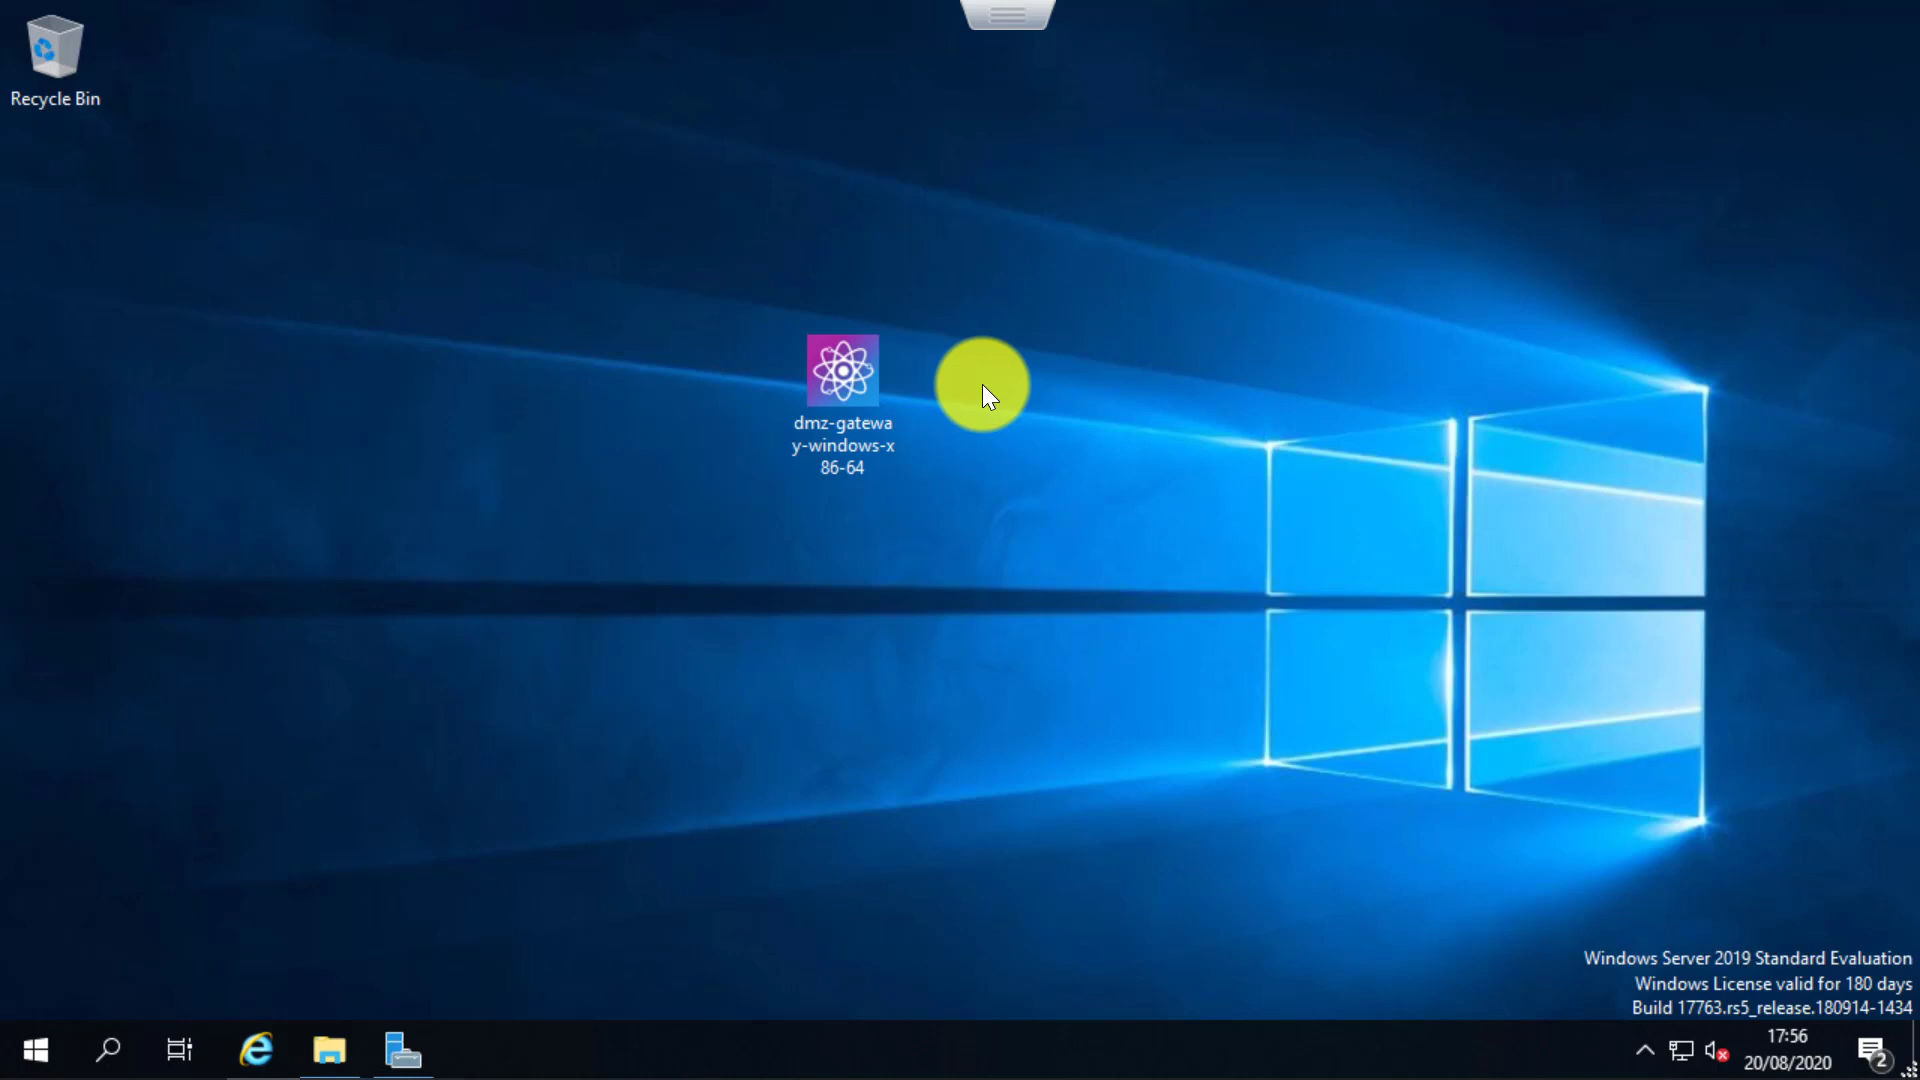 Recycle Bin
dmz-gatewa
y-windows-x
86-64
Windows Server 2019 Standard Evaluation
Windows License valid for 180 days
Build 17763.rs5_release.180914-1434
17:56
20/08/2020
2